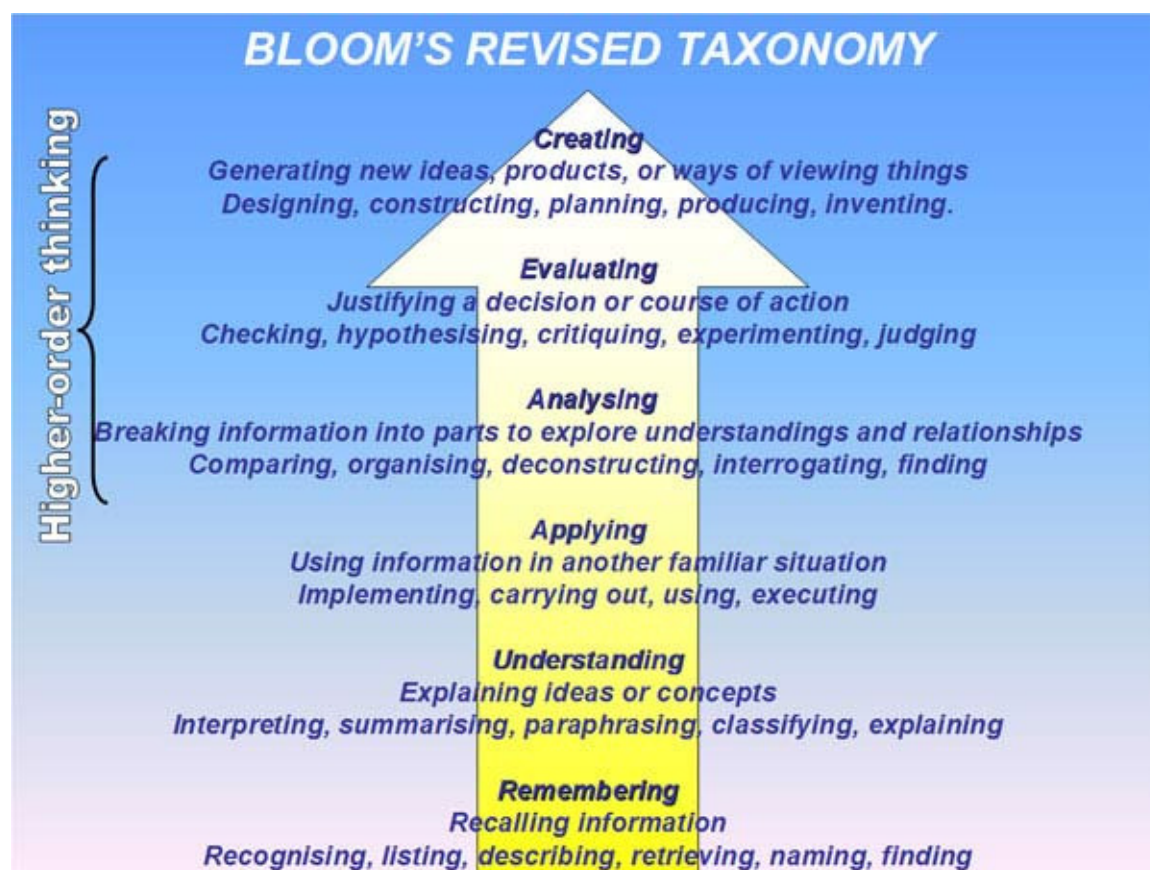 BLOOM'S REVISED TAXONOMY
Higher-order thinking
Creating
Generating new ideas, products, or ways of viewing things
Designing, constructing, planning, producing, inventing.
Evaluating
Justifying a decision or course of action
Checking, hypothesising, critiquing, experimenting, judging
Analysing
Breaking information into parts to explore understandings and relationships
Comparing, organising, deconstructing, interrogating, finding
Applying
Using information in another familiar situation
Implementing, carrying out, using, executing
Understanding
Explaining ideas or concepts
Interpreting, summarising, paraphrasing, classifying, explaining
Remembering
Recalling information
Recognising, listing, describing, retrieving, naming, finding